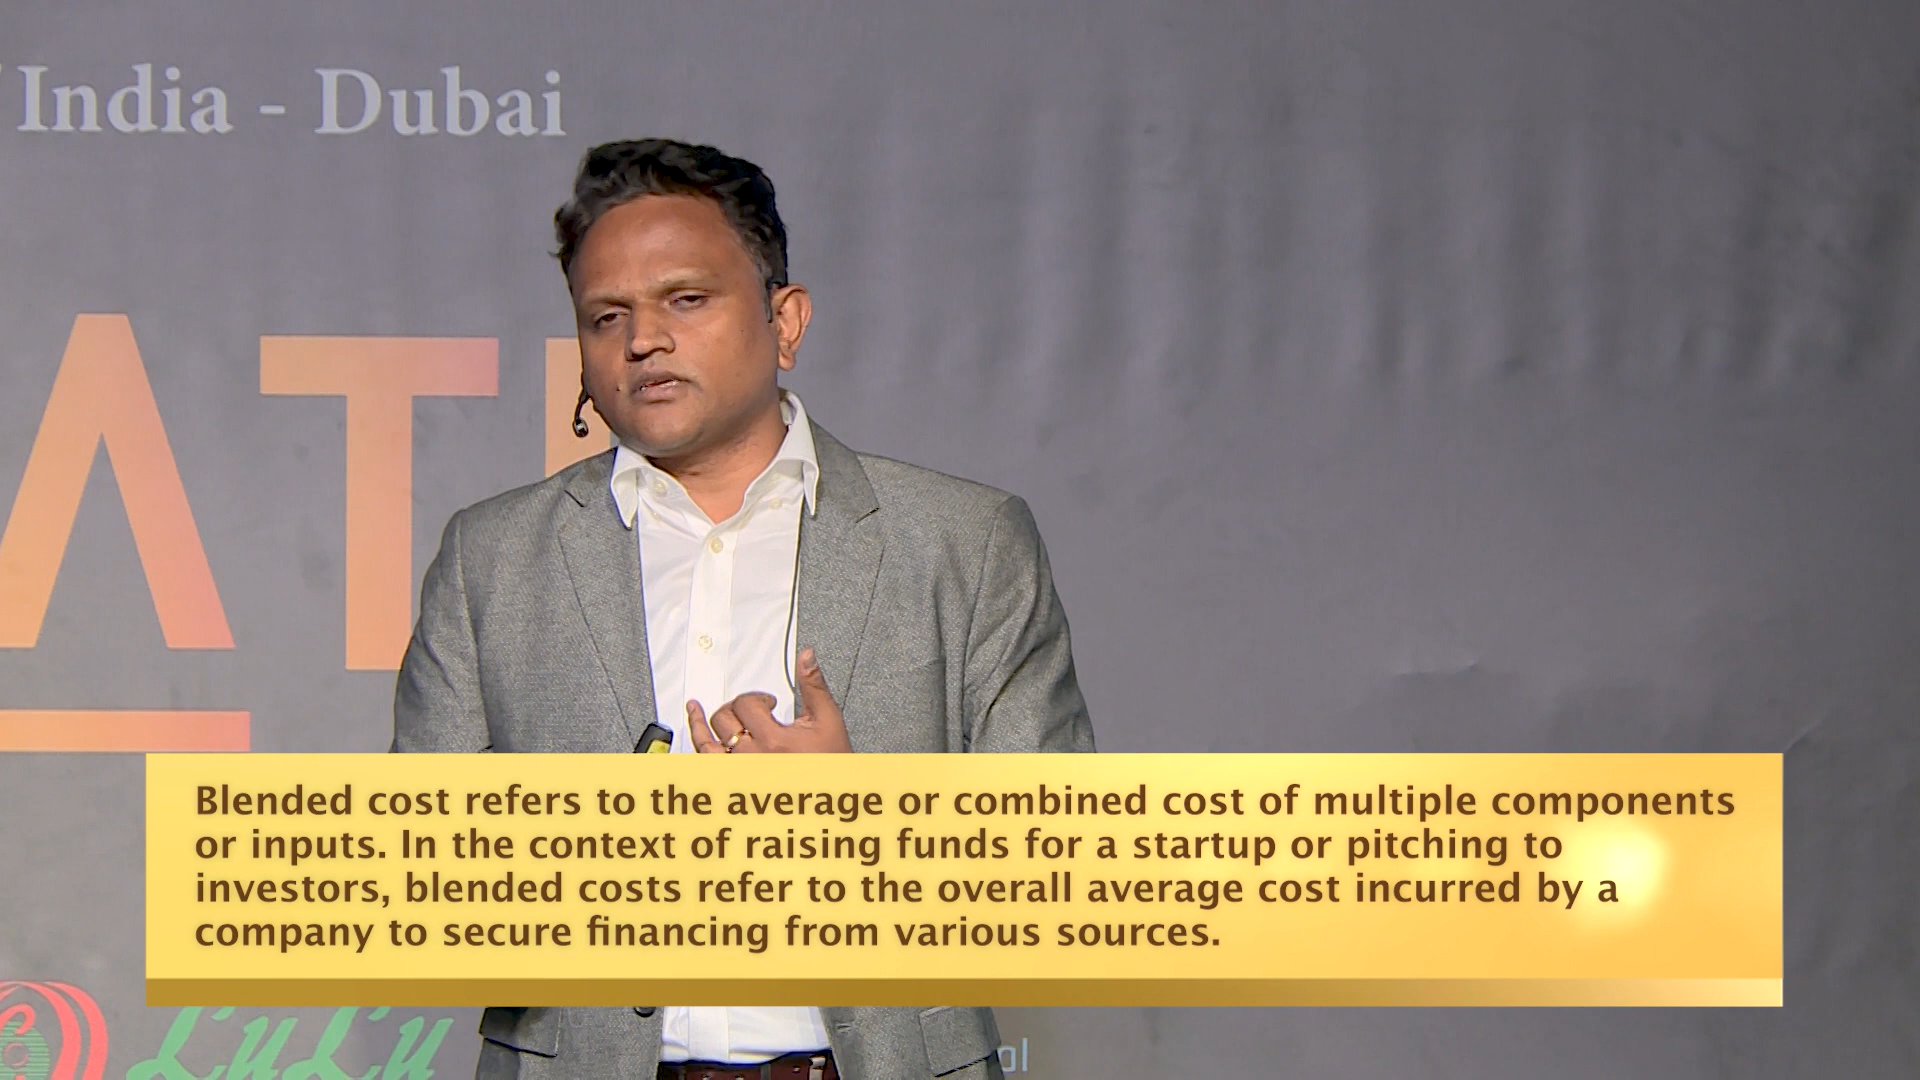 India - Dubai
AT
Blended cost refers to the average or combined cost of multiple components
or inputs. In the context of raising funds for a startup or pitching to
investors, blended costs refer to the overall average cost incurred by a
company to secure financing from various sources.
LuLu